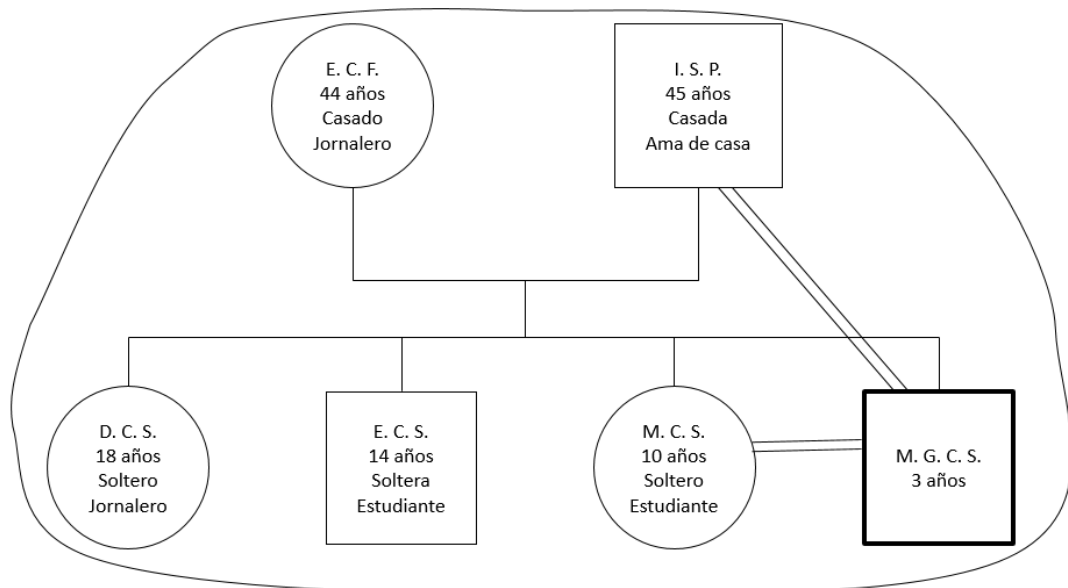 E. C. F.
44 años
Casado
Jornalero
I. S. P.
45 años
Casada
Ama de casa
D. C. S.
18 años
Soltero
Jornalero
E. C. S.
14 años
Soltera
Estudiante
M. C. S.
10 años
Soltero
Estudiante
M. G. C. S.
3 años